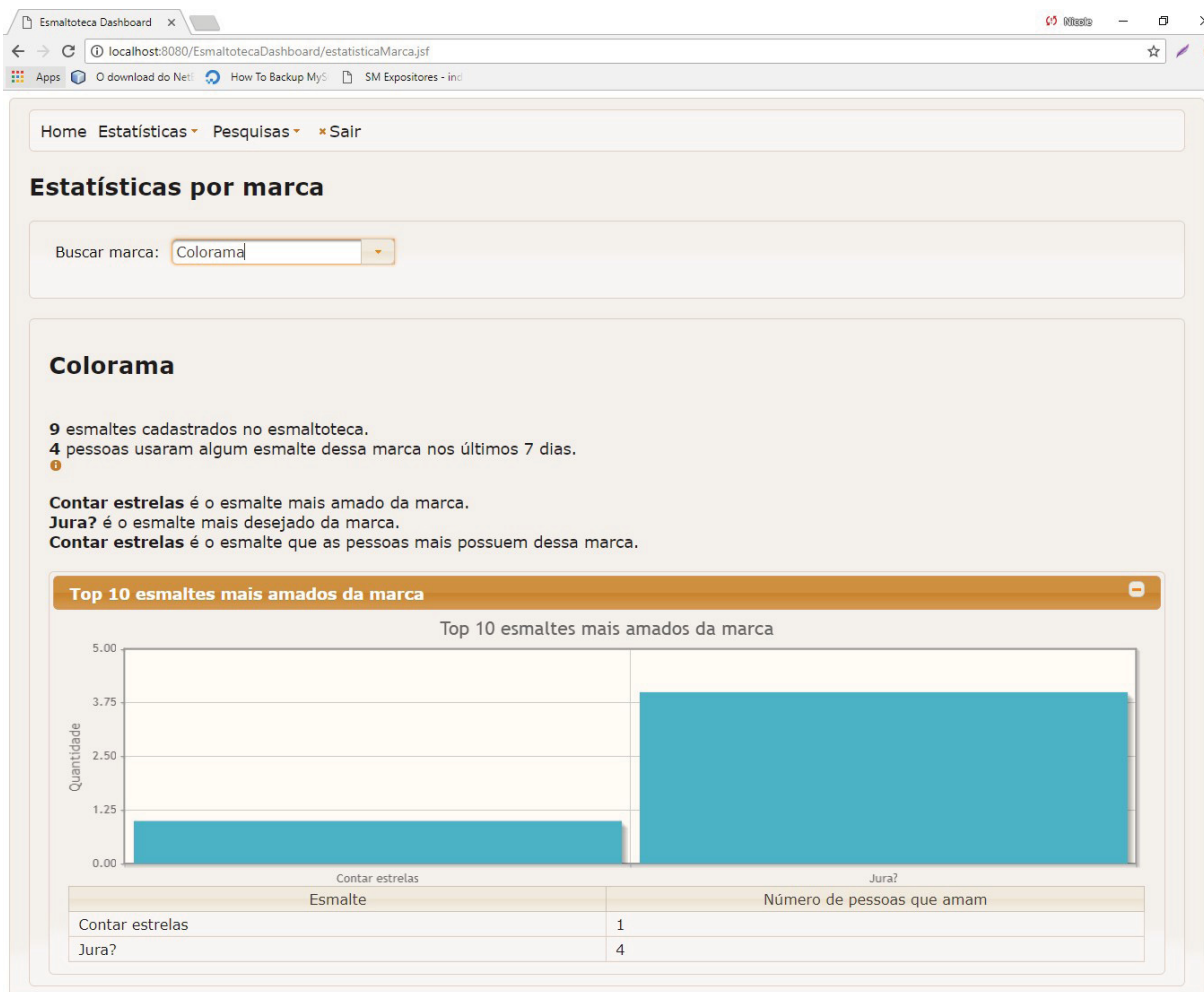 Esmaltoteca Dashboard
Nicole
localhost:8080/EsmaltotecaDashboard/estatisticaMarca.jsf
Apps O download do Net How To Backup MyS SM Expositores - ind
Home Estatísticas Pesquisas Sair
Estatísticas por marca
Buscar marca: Colorama
Colorama
9 esmaltes cadastrados no esmaltoteca.
4 pessoas usaram algum esmalte dessa marca nos últimos 7 dias.
Contar estrelas é o esmalte mais amado da marca.
Jura? é o esmalte mais desejado da marca.
Contar estrelas é o esmalte que as pessoas mais possuem dessa marca.
Top 10 esmaltes mais amados da marca
Top 10 esmaltes mais amados da marca
5.00
3.75
2.50
1.25
0.00
Quantidade
Contar estrelas Jura?
Esmalte Número de pessoas que amam
Contar estrelas 1
Jura? 4